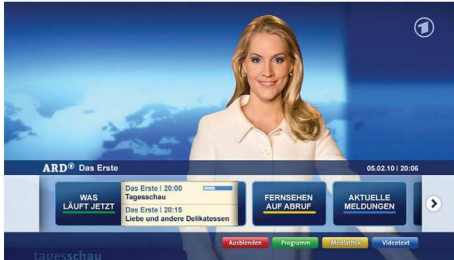 1
ARD® Das Erste
05.02.10 | 20:06
WAS
LÄUFT JETZT
Das Erste | 20:00
Tagesschau
Das Erste | 20:15
Liebe und andere Delikatessen
FERNSEHEN
AUF ABRUF
AKTUELLE
MELDUNGEN
Ausblenden
Programm
Mediathek
Videotext
tagesschau